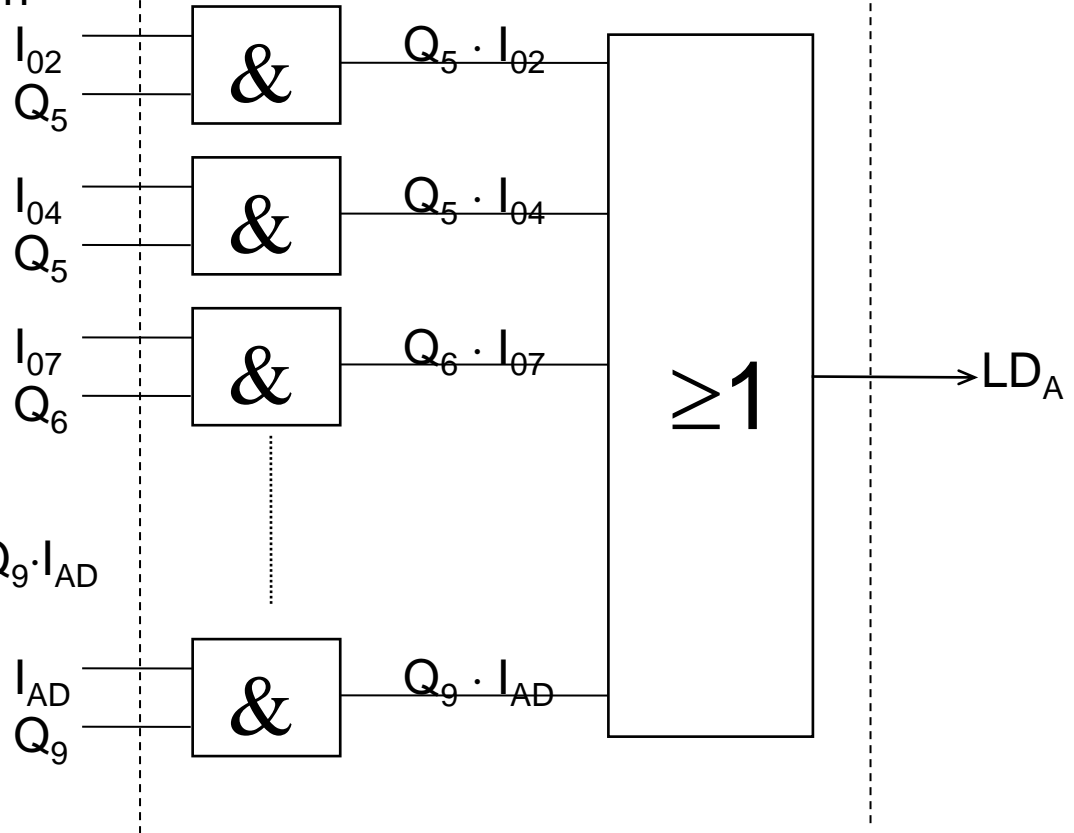 I02
Q5
&
Q5 · I02
I04
Q5
&
Q5 · I04
I07
Q6
&
Q6 · I07
≥1
LDA
Q9·IAD
IAD
Q9
&
Q9 · IAD